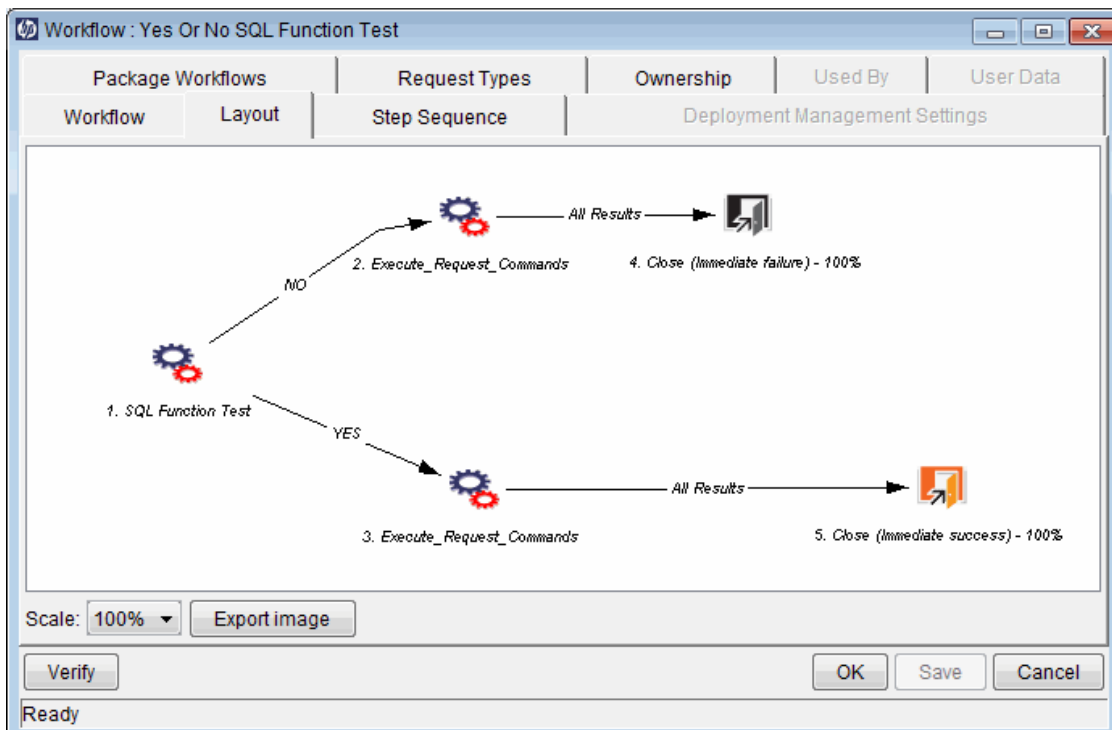 hp Workflow : Yes Or No SQL Function Test
Package Workflows Request Types Ownership Used By User Data
Workflow Layout Step Sequence Deployment Management Settings
All Results
2. Execute_Request_Commands 4. Close (Immediate failure) - 100%
NO
1. SQL Function Test
YES
All Results
3. Execute_Request_Commands 5. Close (Immediate success) - 100%
Scale: 100% Export image
Verify OK Save Cancel
Ready